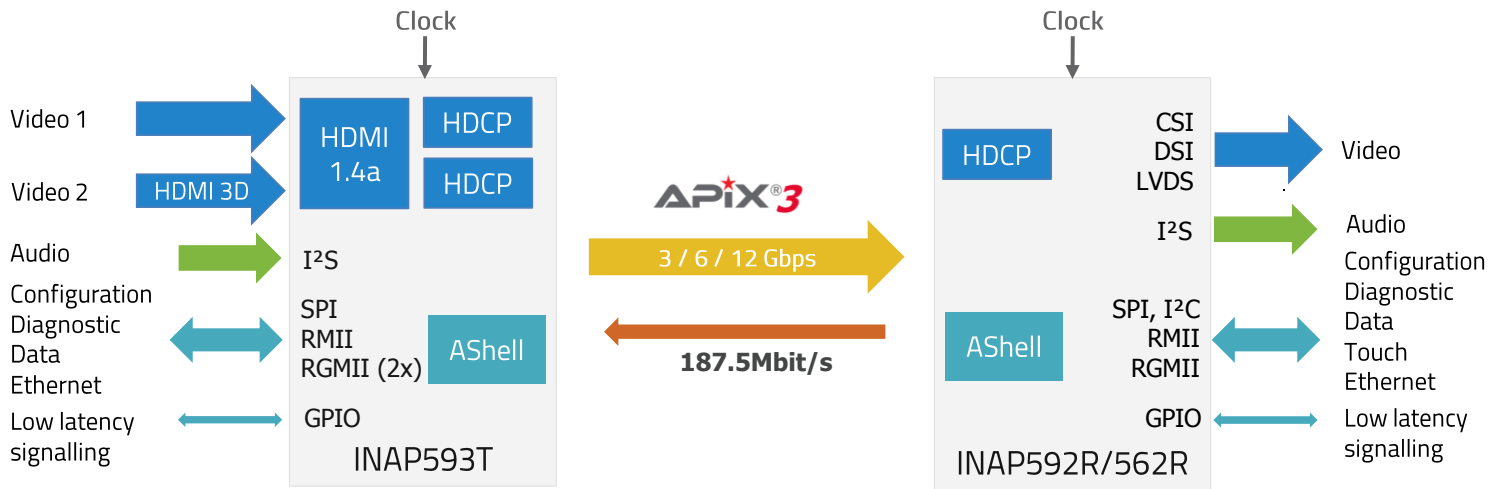 Clock
Clock
Video 1
Video 2
HDMI 3D
Audio
Configuration
Diagnostic
Data
Ethernet
Low latency
signalling
HDMI
1.4a
HDCP
HDCP
I²S
SPI
RMII
RGMII (2x)
AShell
GPIO
INAP593T
APiX®3
3 / 6 / 12 Gbps
187.5Mbit/s
HDCP
CSI
DSI
LVDS
I²S
SPI, I²C
RMII
RGMII
AShell
GPIO
INAP592R/562R
Video
Audio
Configuration
Diagnostic
Data
Touch
Ethernet
Low latency
signalling